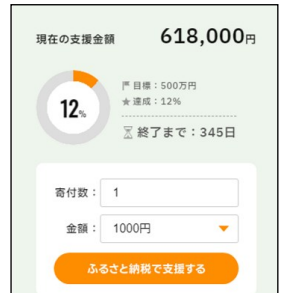 現在の支援金額 618,000円
目標：500万円
★達成：12%
12%
終了まで：345日
寄付数： 1
金額： 1000円
ふるさと納税で支援する